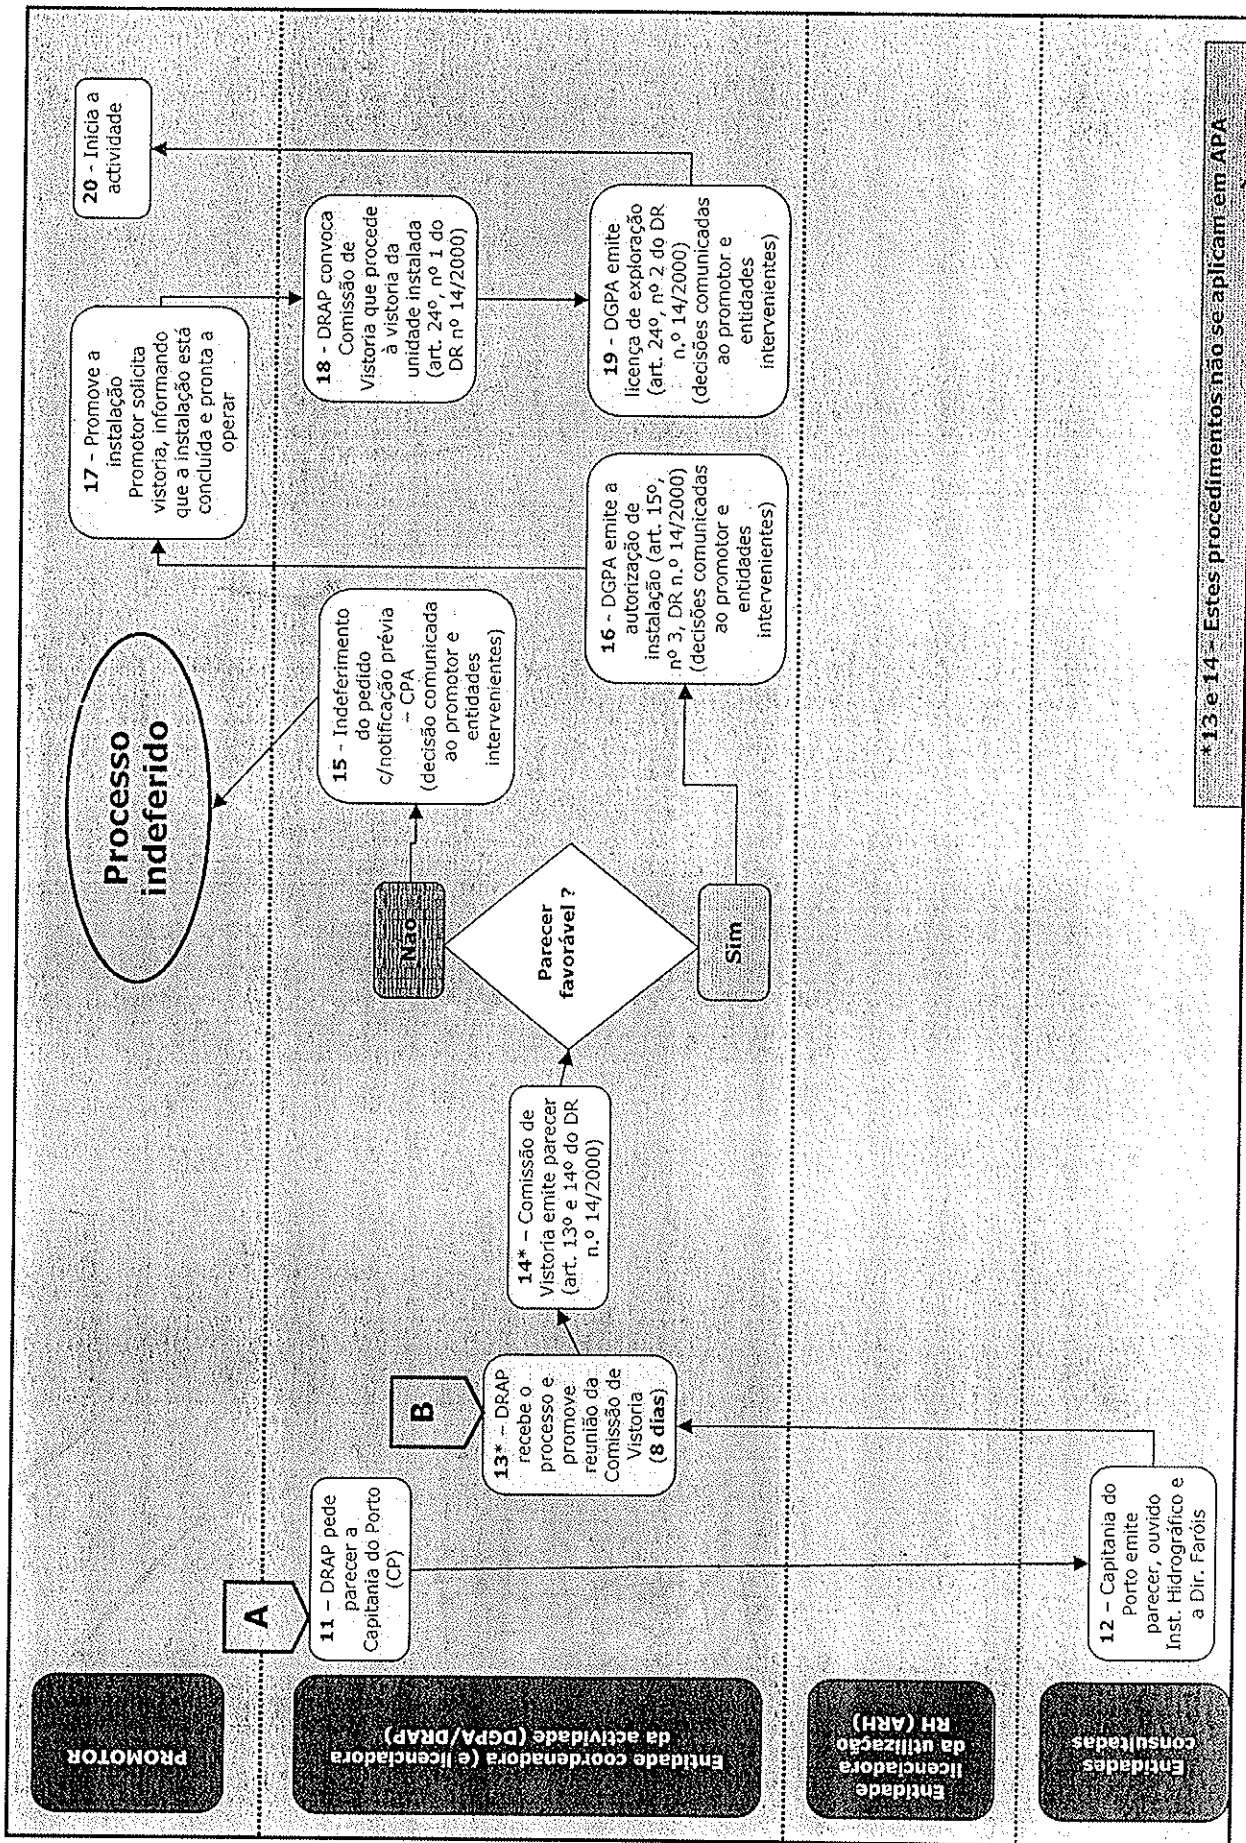 PROMOTOR
Entidade coordenadora (e licenciadora
da actividade (DGPA/DRAP)
Entidade
licenciadora
da utilização
RH (ARH)
Entidades
consultadas
A
11 – DRAP pede
parecer a
Capitania do Porto
(CP)
12 – Capitania do
Porto emite
parecer, ouvido
Inst. Hidrográfico e
a Dir. Faróis
B
13* – DRAP
recebe o
processo e
promove
reunião da
Comissão de
Vistoria
(8 dias)
14* – Comissão de
Vistoria emite parecer
(art. 13º e 14º do DR
n.º 14/2000)
Parecer
favorável ?
Não
Sim
15 - Indeferimento
do pedido
c/notificação prévia
– CPA
(decisão comunicada
ao promotor e
entidades
intervenientes)
Processo
indeferido
16 - DGPA emite a
autorização de
instalação (art. 15º,
nº 3, DR n.º 14/2000)
(decisões comunicadas
ao promotor e
entidades
intervenientes)
17 – Promove a
instalação
Promotor solicita
vistoria, informando
que a instalação está
concluída e pronta a
operar
18 - DRAP convoca
Comissão de
Vistoria que procede
à vistoria da
unidade instalada
(art. 24º, nº 1 do
DR nº 14/2000)
19 - DGPA emite
licença de exploração
(art. 24º, nº 2 do DR
n.º 14/2000)
(decisões comunicadas
ao promotor e
entidades
intervenientes)
20 - Inicia a
actividade
*13 e 14 – Estes procedimentos não se aplicam em APA